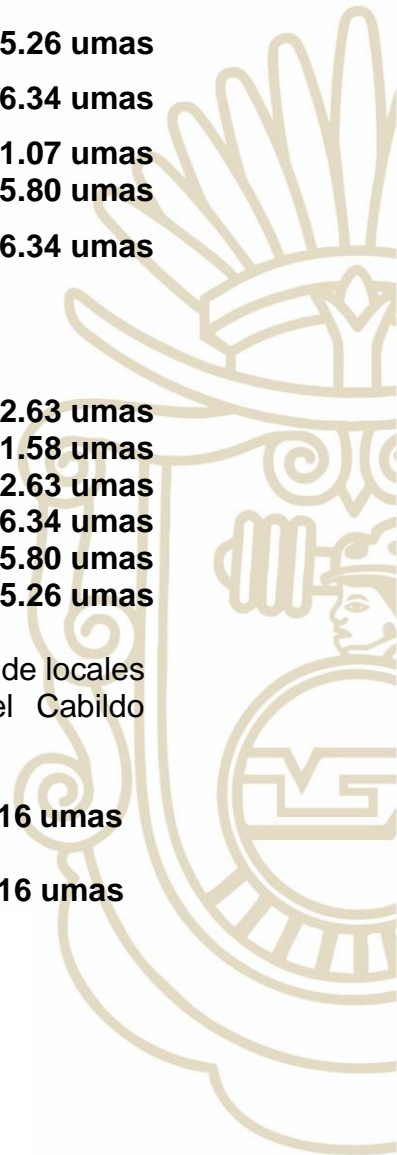 5.26 umas
6.34 umas
1.07 umas
5.80 umas
6.34 umas
2.63 umas
1.58 umas
2.63 umas
6.34 umas
5.80 umas
5.26 umas
de locales
el Cabildo
16 umas
16 umas